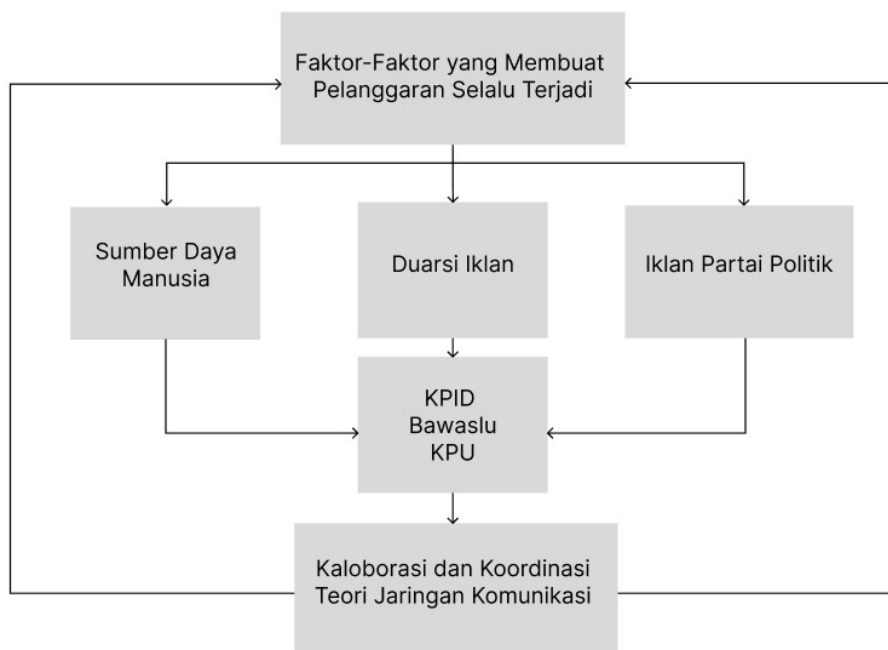 Faktor-Faktor yang Membuat
Pelanggaran Selalu Terjadi
Sumber Daya
Manusia
Duarsi Iklan
Iklan Partai Politik
KPID
Bawaslu
KPU
Kaloborasi dan Koordinasi
Teori Jaringan Komunikasi